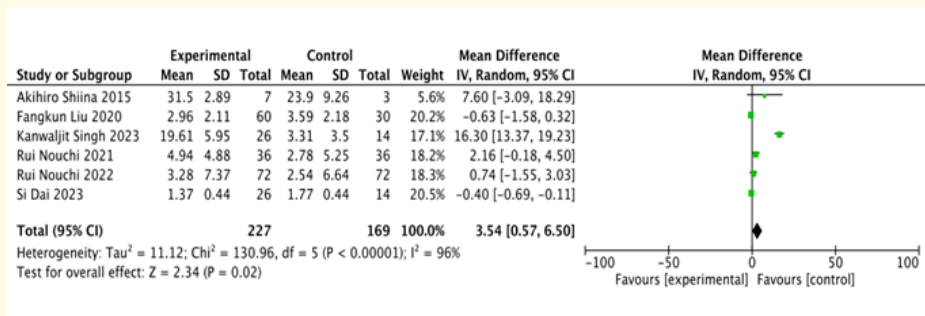 Experimental Control Mean Difference Mean Difference
Study or Subgroup Mean SD Total Mean SD Total Weight IV, Random, 95% CI IV, Random, 95% CI
Akihiro Shiina 2015 31.5 2.89 7 23.9 9.26 3 5.6% 7.60 [-3.09, 18.29]
Fangkun Liu 2020 2.96 2.11 60 3.59 2.18 30 20.2% -0.63 [-1.58, 0.32]
Kanwaljit Singh 2023 19.61 5.95 26 3.31 3.5 14 17.1% 16.30 [13.37, 19.23]
Rui Nouchi 2021 4.94 4.88 36 2.78 5.25 36 18.2% 2.16 [-0.18, 4.50]
Rui Nouchi 2022 3.28 7.37 72 2.54 6.64 72 18.3% 0.74 [-1.55, 3.03]
Si Dai 2023 1.37 0.44 26 1.77 0.44 14 20.5% -0.40 [-0.69, -0.11]
Total (95% CI) 227 169 100.0% 3.54 [0.57, 6.50]
Heterogeneity: Tau² = 11.12; Chi² = 130.96, df = 5 (P < 0.00001); I² = 96%
Test for overall effect: Z = 2.34 (P = 0.02)
-100 -50 0 50 100
Favours [experimental] Favours [control]